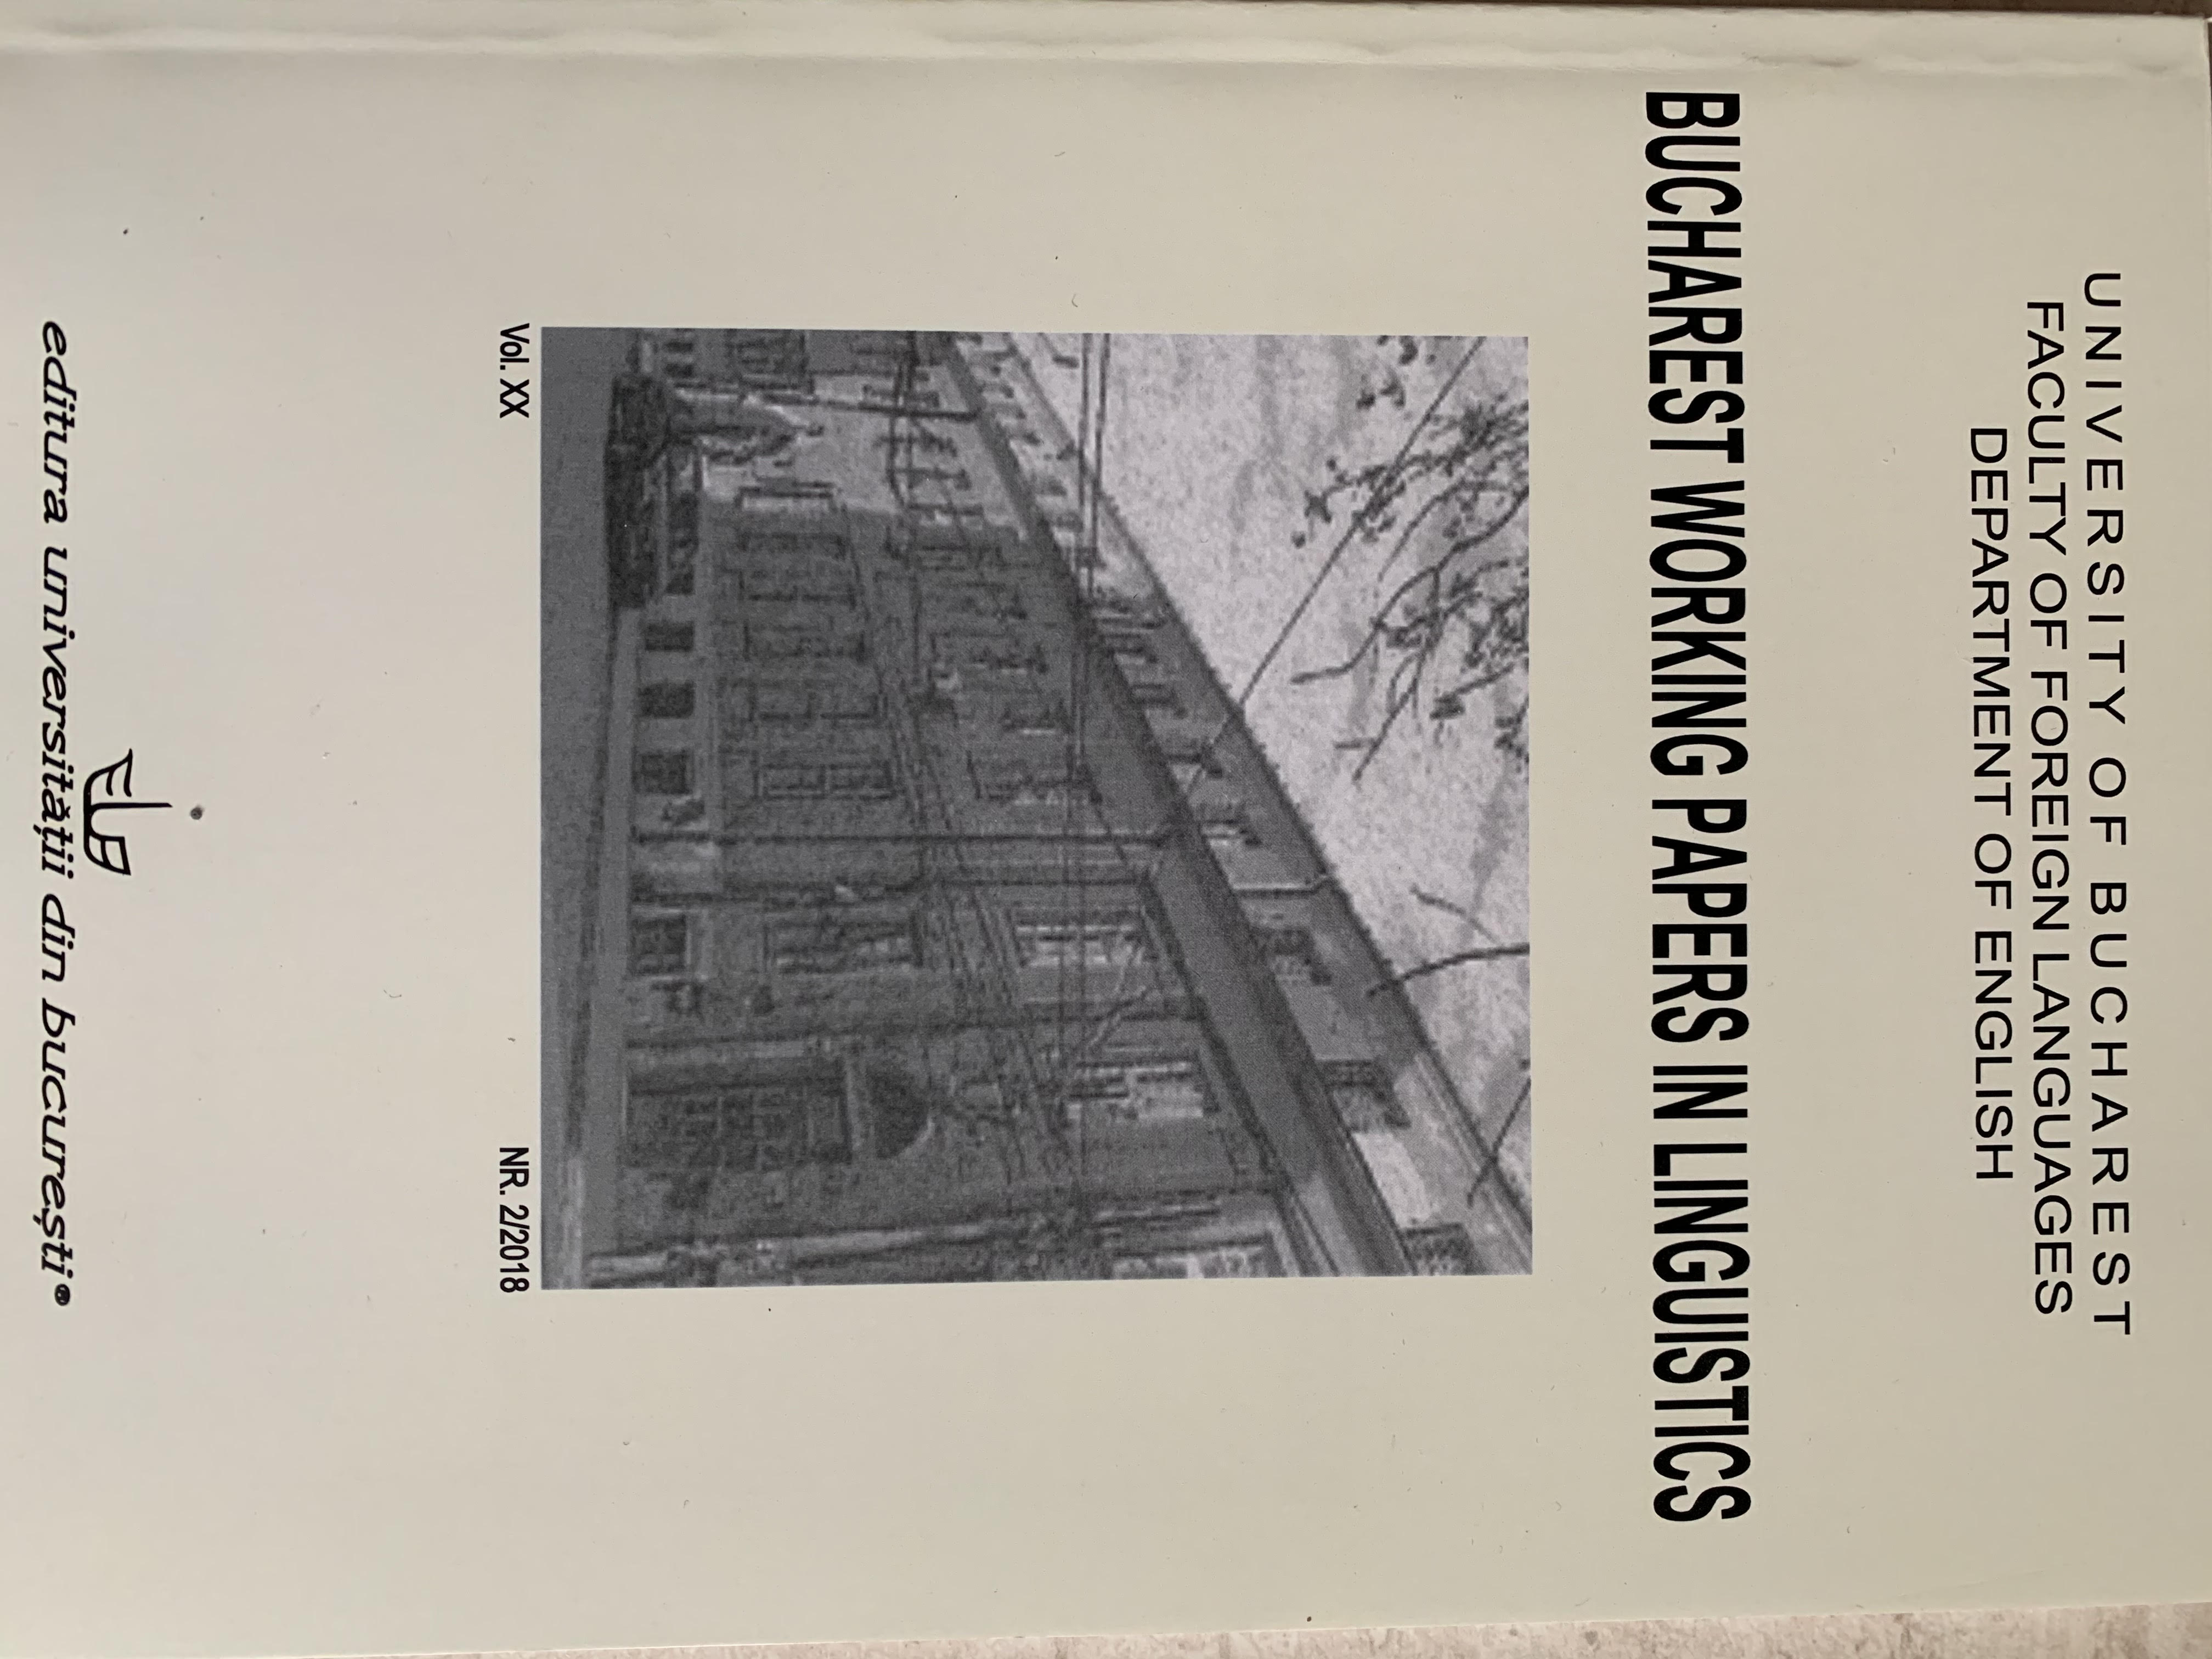 UNIVERSITY OF BUCHAREST
FACULTY OF FOREIGN LANGUAGES
DEPARTMENT OF ENGLISH
BUCHAREST WORKING PAPERS IN LINGUISTICS
Vol. XX NR. 2/2018
EUB
editura universității din bucurești®